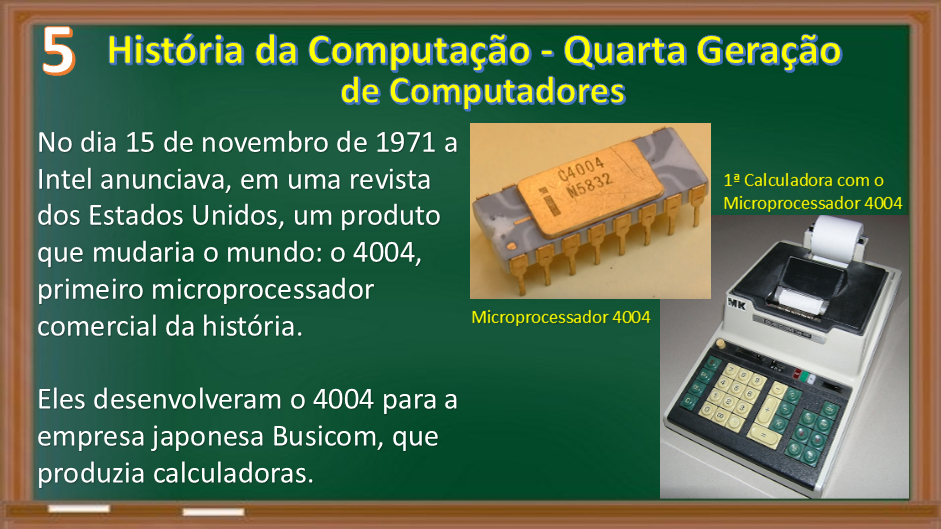 5
História da Computação - Quarta Geração
de Computadores
No dia 15 de novembro de 1971 a
Intel anunciava, em uma revista
dos Estados Unidos, um produto
que mudaria o mundo: o 4004,
primeiro microprocessador
comercial da história.
Eles desenvolveram o 4004 para a
empresa japonesa Busicom, que
produzia calculadoras.
C4004
N5832
Microprocessador 4004
1ª Calculadora com o
Microprocessador 4004
MK